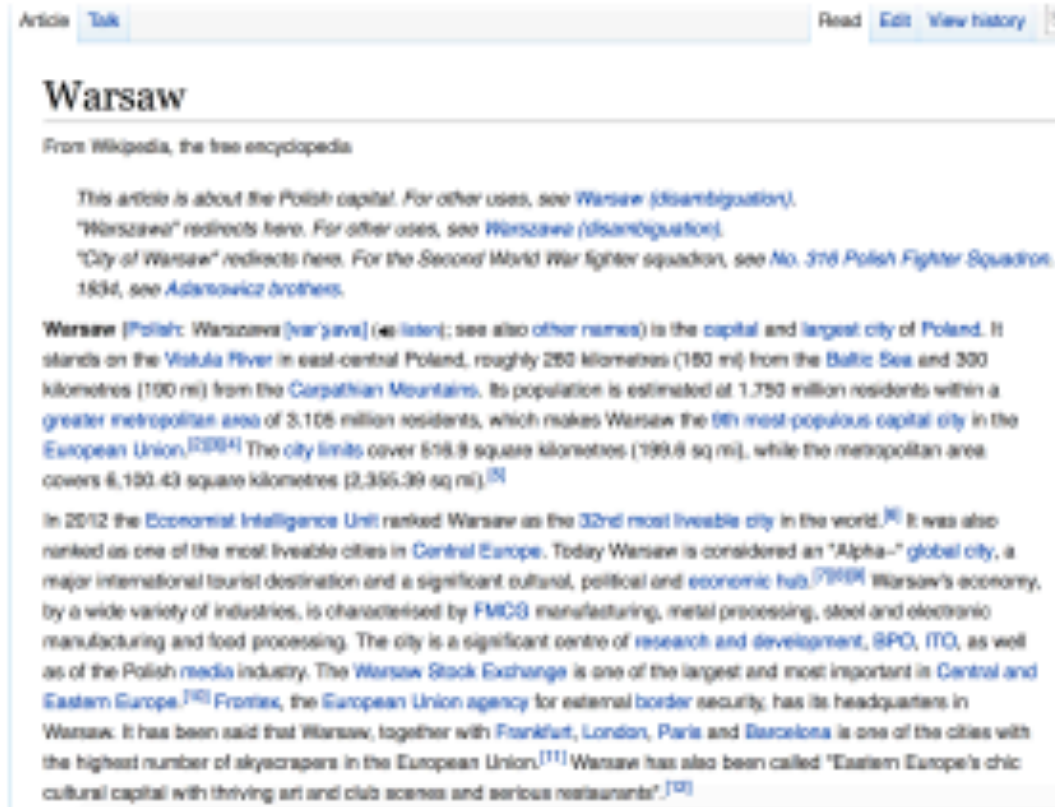 Article Talk Read Edit View history
Warsaw
From Wikipedia, the free encyclopedia
This article is about the Polish capital. For other uses, see Warsaw (disambiguation).
"Warszawa" redirects here. For other uses, see Warszawa (disambiguation).
"City of Warsaw" redirects here. For the Second World War fighter squadron, see No. 316 Polish Fighter Squadron.
1934, see Adamowicz brothers.
Warsaw (Polish: Warszawa [varˈʂava] (listen); see also other names) is the capital and largest city of Poland. It
stands on the Vistula River in east-central Poland, roughly 260 kilometres (160 mi) from the Baltic Sea and 300
kilometres (190 mi) from the Carpathian Mountains. Its population is estimated at 1.750 million residents within a
greater metropolitan area of 3.105 million residents, which makes Warsaw the 9th most-populous capital city in the
European Union.[2][3][4] The city limits cover 516.9 square kilometres (199.6 sq mi), while the metropolitan area
covers 6,100.43 square kilometres (2,355.39 sq mi).[5]
In 2012 the Economist Intelligence Unit ranked Warsaw as the 32nd most liveable city in the world.[6] It was also
ranked as one of the most liveable cities in Central Europe. Today Warsaw is considered an "Alpha–" global city, a
major international tourist destination and a significant cultural, political and economic hub.[7][8][9] Warsaw's economy,
by a wide variety of industries, is characterised by FMCG manufacturing, metal processing, steel and electronic
manufacturing and food processing. The city is a significant centre of research and development, BPO, ITO, as well
as of the Polish media industry. The Warsaw Stock Exchange is one of the largest and most important in Central and
Eastern Europe.[10] Frontex, the European Union agency for external border security, has its headquarters in
Warsaw. It has been said that Warsaw, together with Frankfurt, London, Paris and Barcelona is one of the cities with
the highest number of skyscrapers in the European Union.[11] Warsaw has also been called "Eastern Europe's chic
cultural capital with thriving art and club scenes and serious restaurants".[12]